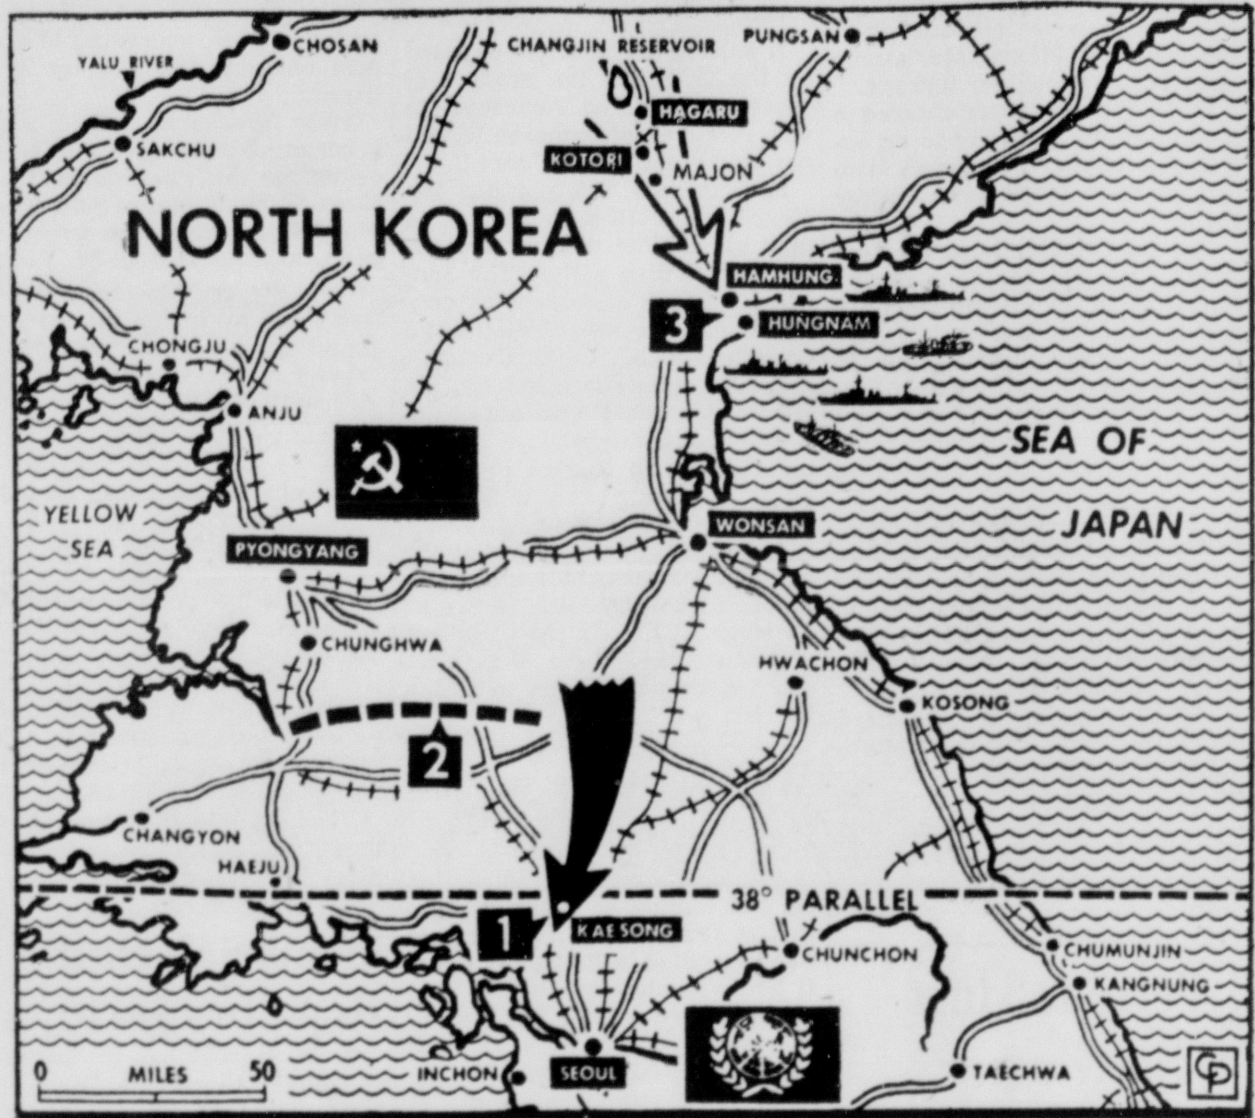 CHOSAN
CHANGJIN RESERVOIR
PUNGSAN
YALU RIVER
HAGARU
SAKCHU
KOTORI
MAJON
NORTH KOREA
HAMHUNG
3
HUNGNAM
CHONGJU
ANJU
SEA OF
JAPAN
YELLOW
SEA
WONSAN
PYONGYANG
CHUNGHWA
HWACHON
KOSONG
2
CHANGYON
HAEJU
38° PARALLEL
1
KAESONG
CHUNCHON
CHUMUNJIN
KANGNUNG
0 MILES 50
INCHON
SEOUL
TAECHWA
CP